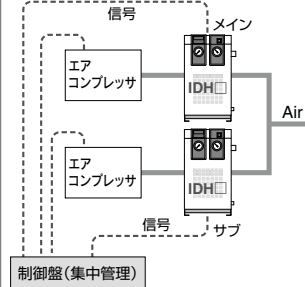 信号
メイン
エア
コンプレッサ
IDH□
Air
エア
コンプレッサ
IDH□
信号
サブ
制御盤(集中管理)